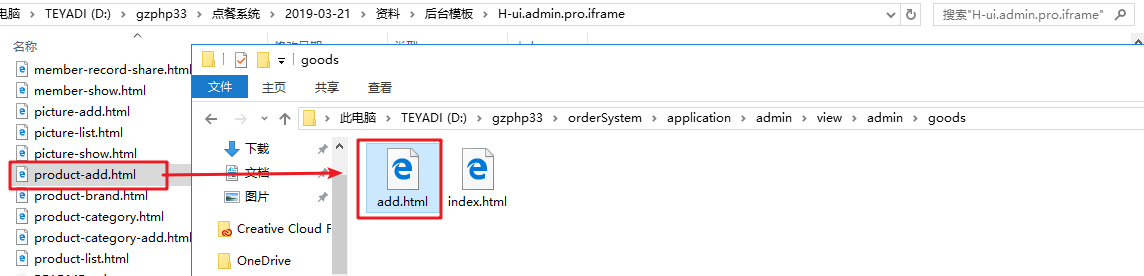 电脑 > TEYADI (D:) > gzphp33 > 点餐系统 > 2019-03-21 > 资料 > 后台模板 > H-ui.admin.pro.iframe
搜索"H-ui.admin.pro.iframe"
名称
member-record-share.html
member-show.html
picture-add.html
picture-list.html
picture-show.html
product-add.html
product-brand.html
product-category.html
product-category-add.html
product-list.html
goods
文件 主页 共享 查看
此电脑 > TEYADI (D:) > gzphp33 > orderSystem > application > admin > view > admin > goods
下载
文档
图片
Creative Cloud F
OneDrive
add.html
index.html